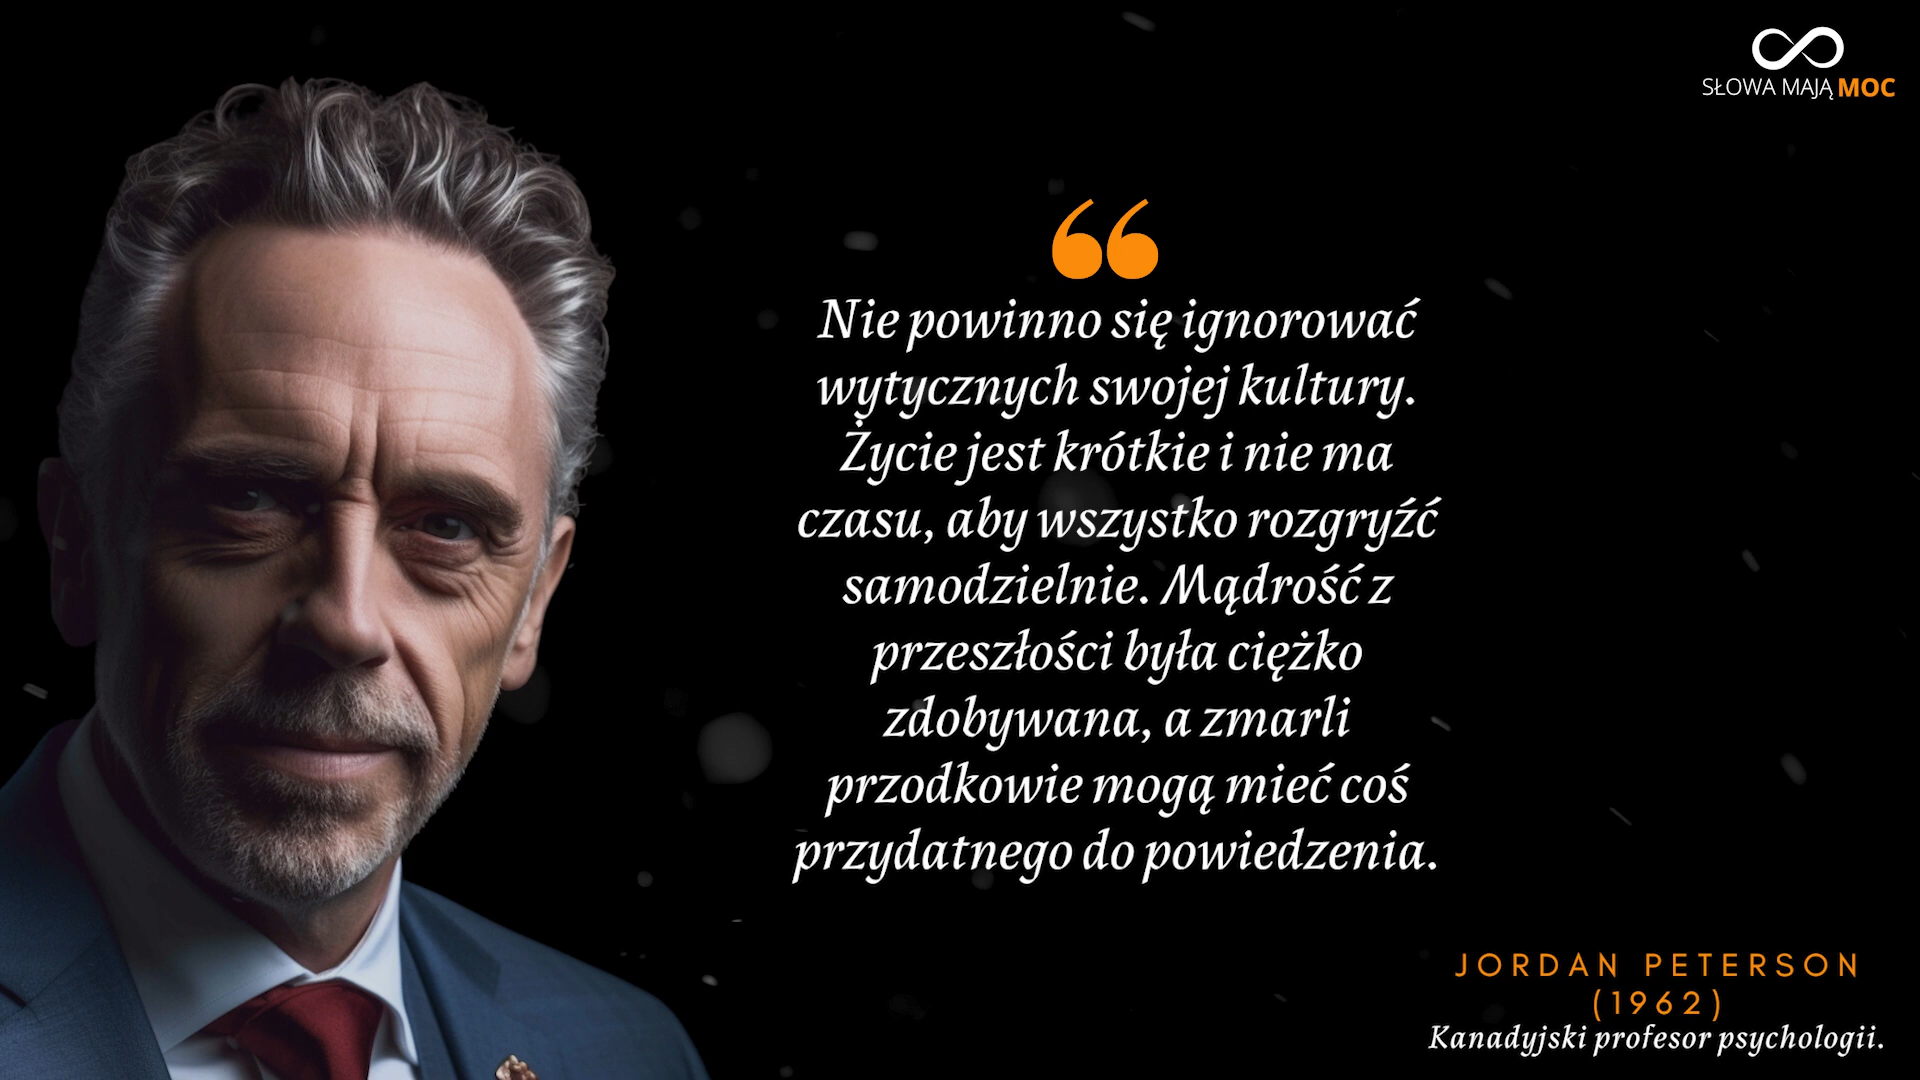 SŁOWA MAJĄ MOC
Nie powinno się ignorować
wytycznych swojej kultury.
Życie jest krótkie i nie ma
czasu, aby wszystko rozgryźć
samodzielnie. Mądrość z
przeszłości była ciężko
zdobywana, a zmarli
przodkowie mogą mieć coś
przydatnego do powiedzenia.
JORDAN PETERSON
(1962)
Kanadyjski profesor psychologii.